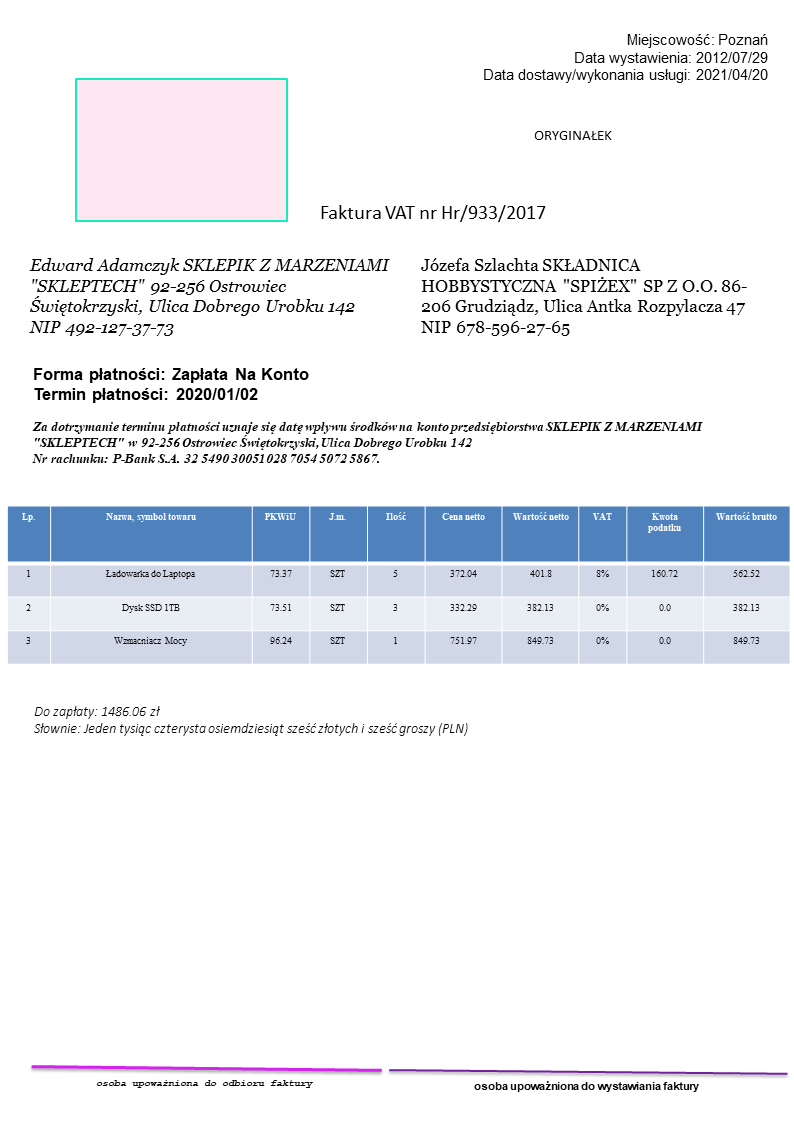 Miejscowość: Poznań
Data wystawienia: 2012/07/29
Data dostawy/wykonania usługi: 2021/04/20
ORYGINAŁEK
Faktura VAT nr Hr/933/2017
Edward Adamczyk SKLEPIK Z MARZENIAMI
"SKLEPTECH" 92-256 Ostrowiec
Świętokrzyski, Ulica Dobrego Urobku 142
NIP 492-127-37-73
Józefa Szlachta SKŁADNICA
HOBBYSTYCZNA "SPIŻEX" SP Z O.O. 86-
206 Grudziądz, Ulica Antka Rozpylacza 47
NIP 678-596-27-65
Forma płatności: Zapłata Na Konto
Termin płatności: 2020/01/02
Za dotrzymanie terminu płatności uznaje się datę wpływu środków na konto przedsiębiorstwa SKLEPIK Z MARZENIAMI
"SKLEPTECH" w 92-256 Ostrowiec Świętokrzyski, Ulica Dobrego Urobku 142
Nr rachunku: P-Bank S.A. 32 5490 3005 1028 7054 5072 5867.
Lp. Nazwa, symbol towaru PKWiU J.m. Ilość Cena netto Wartość netto VAT Kwota podatku Wartość brutto
1 Ładowarka do Laptopa 73.37 SZT 5 372.04 401.8 8% 160.72 562.52
2 Dysk SSD 1TB 73.51 SZT 3 332.29 382.13 0% 0.0 382.13
3 Wzmacniacz Mocy 96.24 SZT 1 751.97 849.73 0% 0.0 849.73
Do zapłaty: 1486.06 zł
Słownie: Jeden tysiąc czterysta osiemdziesiąt sześć złotych i sześć groszy (PLN)
osoba upoważniona do odbioru faktury
osoba upoważniona do wystawiania faktury